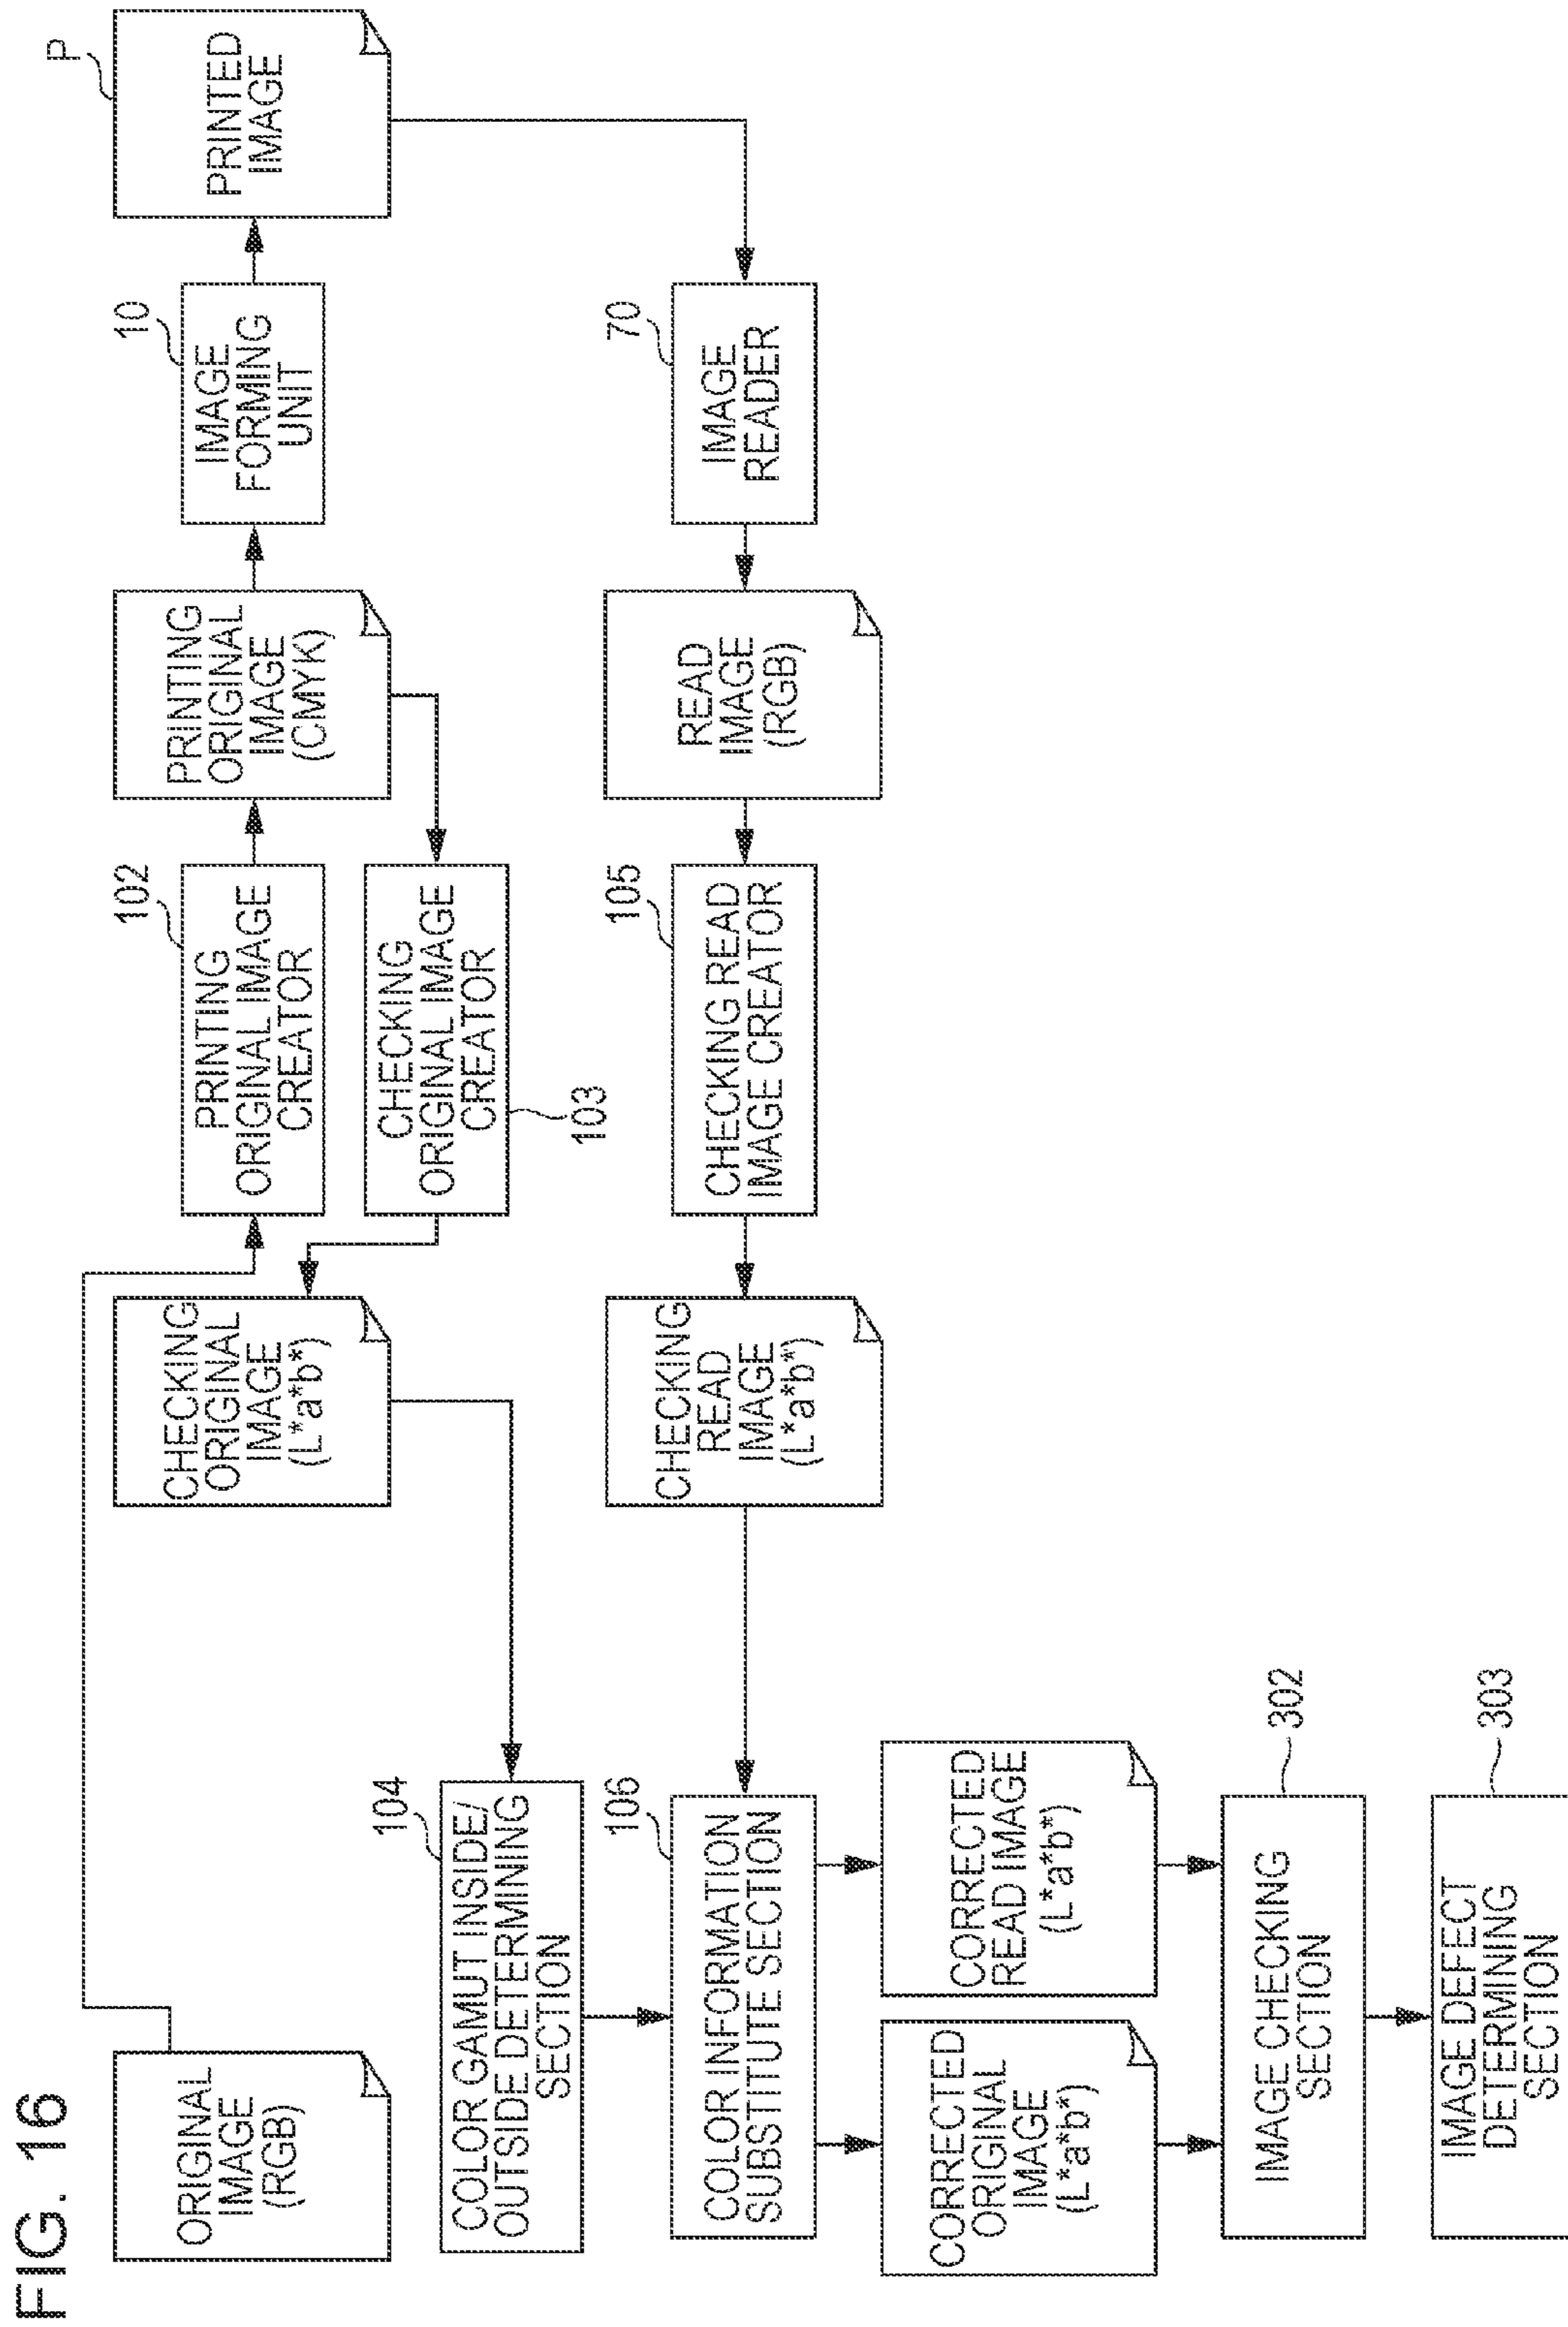 FIG. 16
ORIGINAL
IMAGE
(RGB)
CHECKING
ORIGINAL
IMAGE
(L*a*b*)
102
PRINTING
ORIGINAL IMAGE
CREATOR
PRINTING
ORIGINAL
IMAGE
(CMYK)
10
IMAGE
FORMING
UNIT
P
PRINTED
IMAGE
CHECKING
ORIGINAL IMAGE
CREATOR
103
104
COLOR GAMUT INSIDE/
OUTSIDE DETERMINING
SECTION
106
COLOR INFORMATION
SUBSTITUTE SECTION
CHECKING
READ
IMAGE
(L*a*b*)
105
CHECKING READ
IMAGE CREATOR
READ
IMAGE
(RGB)
70
IMAGE
READER
CORRECTED
ORIGINAL
IMAGE
(L*a*b*)
CORRECTED
READ IMAGE
(L*a*b*)
IMAGE CHECKING
SECTION
302
IMAGE DEFECT
DETERMINING
SECTION
303